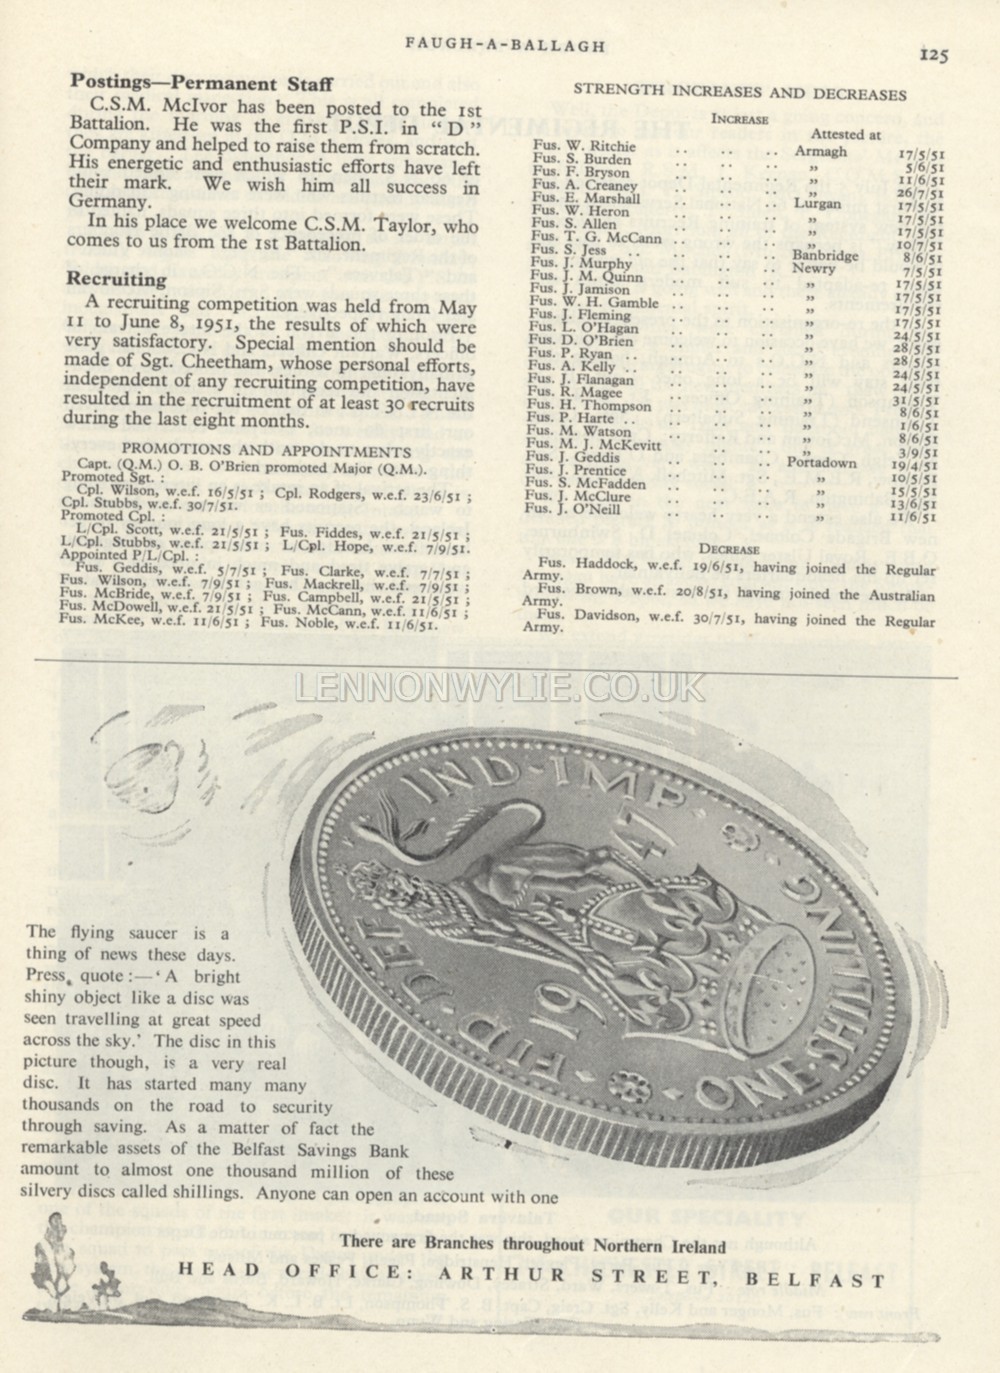 FAUGH-A-BALLAGH
125
Postings—Permanent Staff
C.S.M. McIvor has been posted to the 1st
Battalion. He was the first P.S.I. in “D”
Company and helped to raise them from scratch.
His energetic and enthusiastic efforts have left
their mark. We wish him all success in
Germany.
In his place we welcome C.S.M. Taylor, who
comes to us from the 1st Battalion.
Recruiting
A recruiting competition was held from May
11 to June 8, 1951, the results of which were
very satisfactory. Special mention should be
made of Sgt. Cheetham, whose personal efforts,
independent of any recruiting competition, have
resulted in the recruitment of at least 30 recruits
during the last eight months.
PROMOTIONS AND APPOINTMENTS
Capt. (Q.M.) O. B. O'Brien promoted Major (Q.M.).
Promoted Sgt. :
Cpl. Wilson, w.e.f. 16/5/51 ; Cpl. Rodgers, w.e.f. 23/6/51 ;
Cpl. Stubbs, w.e.f. 30/7/51.
Promoted Cpl. :
L/Cpl. Scott, w.e.f. 21/5/51 ; Fus. Fiddes, w.e.f. 21/5/51 ;
L/Cpl. Stubbs, w.e.f. 21/5/51 ; L/Cpl. Hope, w.e.f. 7/9/51.
Appointed P/L/Cpl. :
Fus. Geddis, w.e.f. 5/7/51 ; Fus. Clarke, w.e.f. 7/7/51 ;
Fus. Wilson, w.e.f. 7/9/51 ; Fus. Mackrell, w.e.f. 7/9/51 ;
Fus. McBride, w.e.f. 7/9/51 ; Fus. Campbell, w.e.f. 21/5/51 ;
Fus. McDowell, w.e.f. 21/5/51 ; Fus. McCann, w.e.f. 11/6/51 ;
Fus. McKee, w.e.f. 11/6/51 ; Fus. Noble, w.e.f. 11/6/51.
STRENGTH INCREASES AND DECREASES
INCREASE
Attested at
Fus. W. Ritchie .. .. .. Armagh 17/5/51
Fus. S. Burden .. .. .. ,, 5/6/51
Fus. F. Bryson .. .. .. ,, 11/6/51
Fus. A. Creaney .. .. .. ,, 26/7/51
Fus. E. Marshall .. .. .. Lurgan 17/5/51
Fus. W. Heron .. .. .. ,, 17/5/51
Fus. S. Allen .. .. .. ,, 17/5/51
Fus. T. G. McCann .. .. .. ,, 10/7/51
Fus. S. Jess .. .. .. .. Banbridge 8/6/51
Fus. J. Murphy .. .. .. Newry 7/5/51
Fus. J. M. Quinn .. .. .. ,, 17/5/51
Fus. J. Jamison .. .. .. ,, 17/5/51
Fus. W. H. Gamble .. .. .. ,, 17/5/51
Fus. J. Fleming .. .. .. ,, 17/5/51
Fus. L. O'Hagan .. .. .. ,, 24/5/51
Fus. D. O'Brien .. .. .. ,, 28/5/51
Fus. P. Ryan .. .. .. .. ,, 28/5/51
Fus. A. Kelly .. .. .. .. ,, 24/5/51
Fus. J. Flanagan .. .. .. ,, 24/5/51
Fus. R. Magee .. .. .. ,, 31/5/51
Fus. H. Thompson .. .. .. ,, 8/6/51
Fus. P. Harte .. .. .. .. ,, 1/6/51
Fus. M. Watson .. .. .. ,, 8/6/51
Fus. M. J. McKevitt .. .. ,, 3/9/51
Fus. J. Geddis .. .. .. Portadown 19/4/51
Fus. J. Prentice .. .. .. ,, 10/5/51
Fus. S. McFadden .. .. .. ,, 15/5/51
Fus. J. McClure .. .. .. ,, 13/6/51
Fus. J. O'Neill .. .. .. ,, 11/6/51
DECREASE
Fus. Haddock, w.e.f. 19/6/51, having joined the Regular
Army.
Fus. Brown, w.e.f. 20/8/51, having joined the Australian
Army.
Fus. Davidson, w.e.f. 30/7/51, having joined the Regular
Army.
LENNONWYLIE.CO.UK
FID · DEF IND · IMP
19 47
ONE · SHILLING
The flying saucer is a
thing of news these days.
Press, quote :—‘A bright
shiny object like a disc was
seen travelling at great speed
across the sky.’ The disc in this
picture though, is a very real
disc. It has started many many
thousands on the road to security
through saving. As a matter of fact the
remarkable assets of the Belfast Savings Bank
amount to almost one thousand million of these
silvery discs called shillings. Anyone can open an account with one
There are Branches throughout Northern Ireland
HEAD OFFICE: ARTHUR STREET, BELFAST